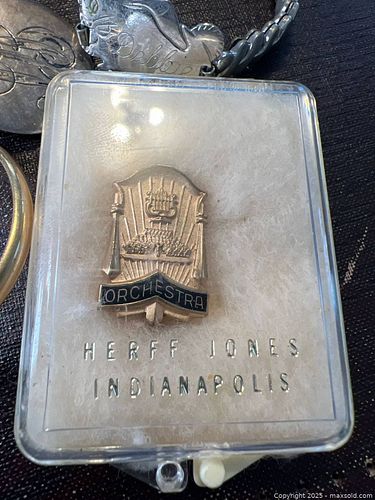 ORCHESTRA
HERFF JONES
INDIANAPOLIS
Copyright 2025 - maxsold.com